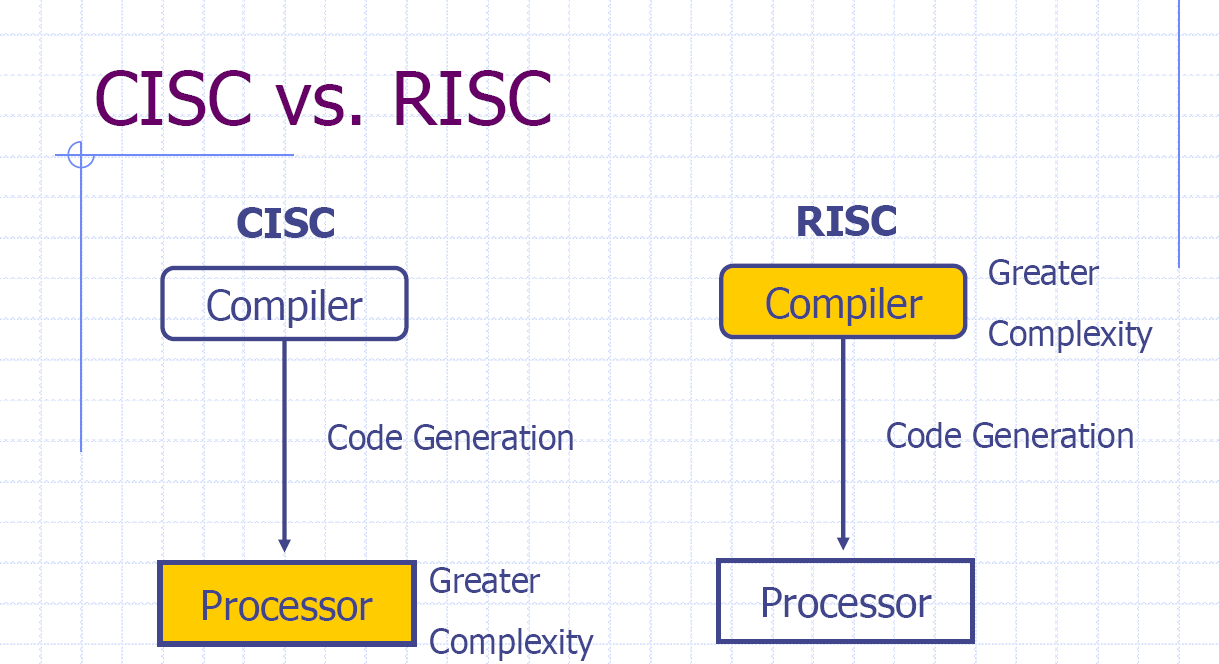 CISC vs. RISC
CISC
Compiler
Code Generation
Processor
Greater
Complexity
RISC
Compiler
Greater
Complexity
Code Generation
Processor